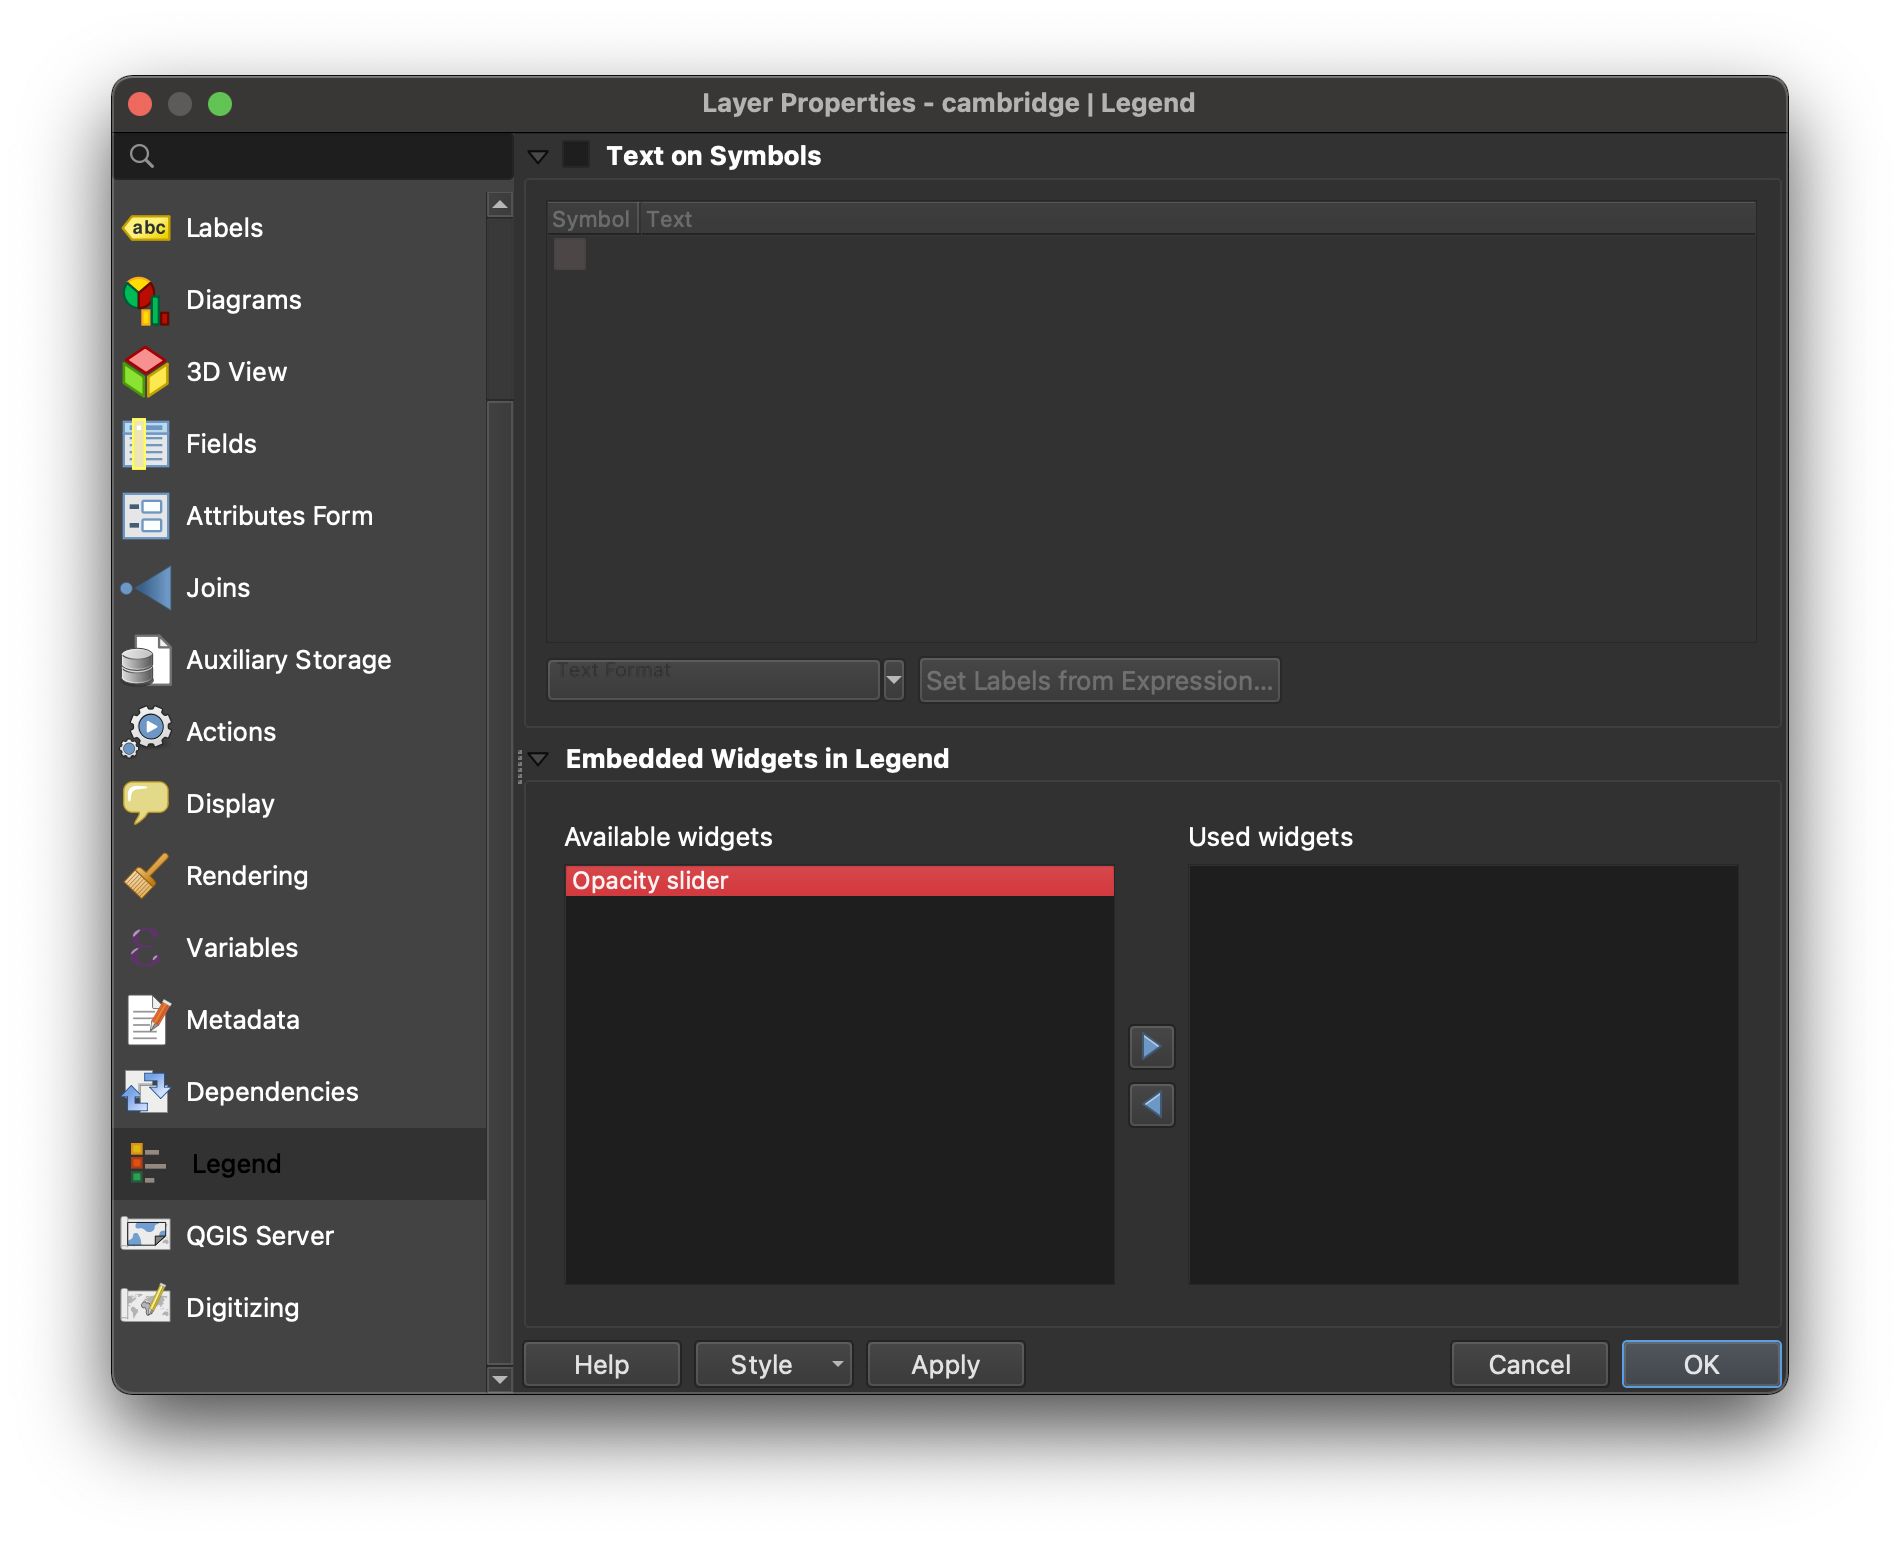 Layer Properties - cambridge | Legend
Text on Symbols
abc Labels
Diagrams
3D View
Fields
Attributes Form
Joins
Auxiliary Storage
Actions
Display
Rendering
Variables
Metadata
Dependencies
Legend
QGIS Server
Digitizing
Symbol Text
Text Format
Set Labels from Expression...
Embedded Widgets in Legend
Available widgets Used widgets
Opacity slider
Help Style Apply Cancel OK